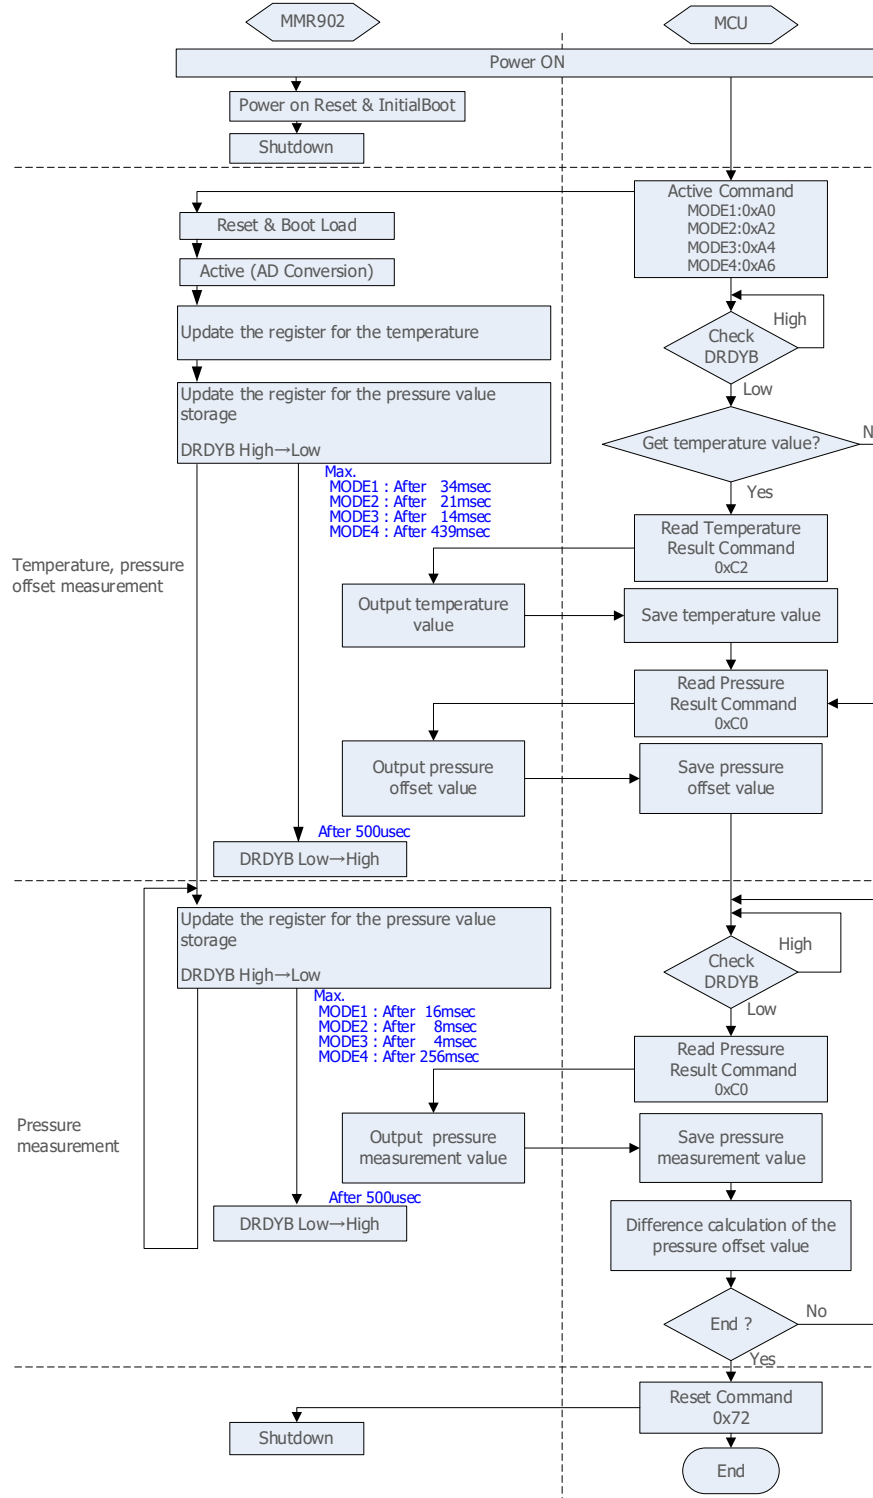 MMR902
MCU
Power ON
Power on Reset & InitialBoot
Shutdown
Active Command
MODE1:0xA0
MODE2:0xA2
MODE3:0xA4
MODE4:0xA6
Reset & Boot Load
Active (AD Conversion)
Update the register for the temperature
High
Check
DRDYB
Low
Update the register for the pressure value
storage
DRDYB High→Low
Get temperature value?
N
Yes
Max.
MODE1 : After 34msec
MODE2 : After 21msec
MODE3 : After 14msec
MODE4 : After 439msec
Read Temperature
Result Command
0xC2
Temperature, pressure
offset measurement
Output temperature
value
Save temperature value
Read Pressure
Result Command
0xC0
Output pressure
offset value
Save pressure
offset value
After 500usec
DRDYB Low→High
Update the register for the pressure value
storage
DRDYB High→Low
High
Check
DRDYB
Low
Max.
MODE1 : After 16msec
MODE2 : After 8msec
MODE3 : After 4msec
MODE4 : After 256msec
Read Pressure
Result Command
0xC0
Pressure
measurement
Output pressure
measurement value
Save pressure
measurement value
After 500usec
DRDYB Low→High
Difference calculation of the
pressure offset value
End ?
No
Yes
Reset Command
0x72
Shutdown
End